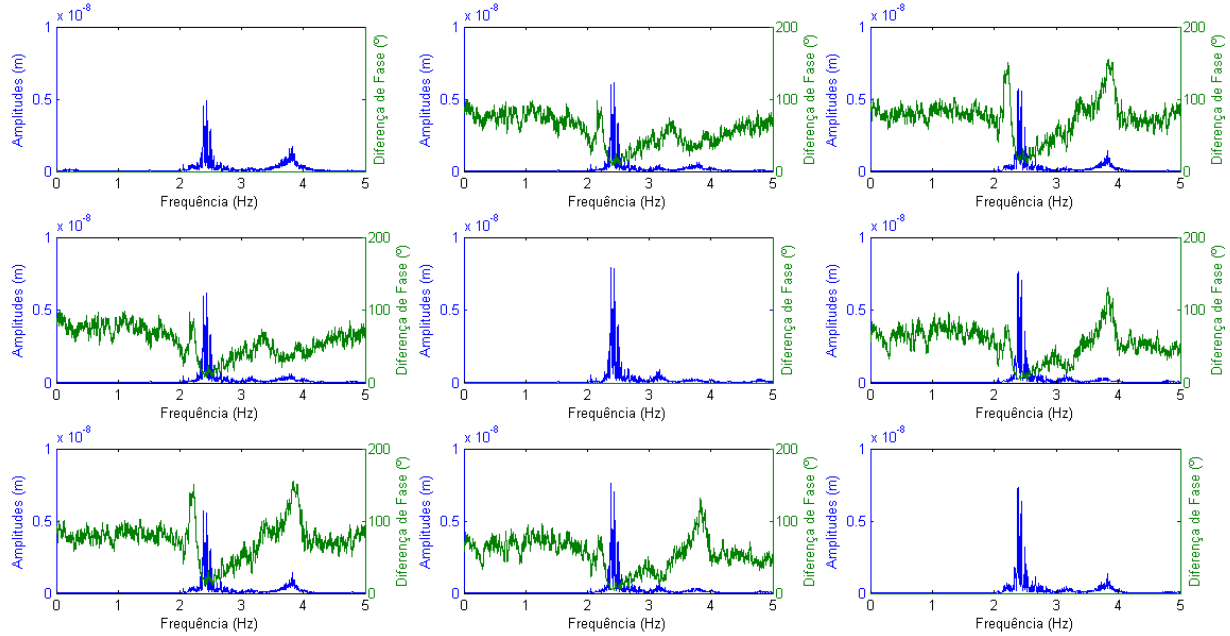 x 10⁻⁸
1
0.5
0
Amplitudes (m)
200
100
0
Diferença de Fase (º)
0 1 2 3 4 5
Frequência (Hz)
x 10⁻⁸
1
0.5
0
Amplitudes (m)
200
100
0
Diferença de Fase (º)
0 1 2 3 4 5
Frequência (Hz)
x 10⁻⁸
1
0.5
0
Amplitudes (m)
200
100
0
Diferença de Fase (º)
0 1 2 3 4 5
Frequência (Hz)
x 10⁻⁸
1
0.5
0
Amplitudes (m)
200
100
0
Diferença de Fase (º)
0 1 2 3 4 5
Frequência (Hz)
x 10⁻⁸
1
0.5
0
Amplitudes (m)
0 1 2 3 4 5
Frequência (Hz)
x 10⁻⁸
1
0.5
0
Amplitudes (m)
200
100
0
Diferença de Fase (º)
0 1 2 3 4 5
Frequência (Hz)
x 10⁻⁸
1
0.5
0
Amplitudes (m)
200
100
0
Diferença de Fase (º)
0 1 2 3 4 5
Frequência (Hz)
x 10⁻⁸
1
0.5
0
Amplitudes (m)
200
100
0
Diferença de Fase (º)
0 1 2 3 4 5
Frequência (Hz)
x 10⁻⁸
1
0.5
0
Amplitudes (m)
200
100
0
Diferença de Fase (º)
0 1 2 3 4 5
Frequência (Hz)